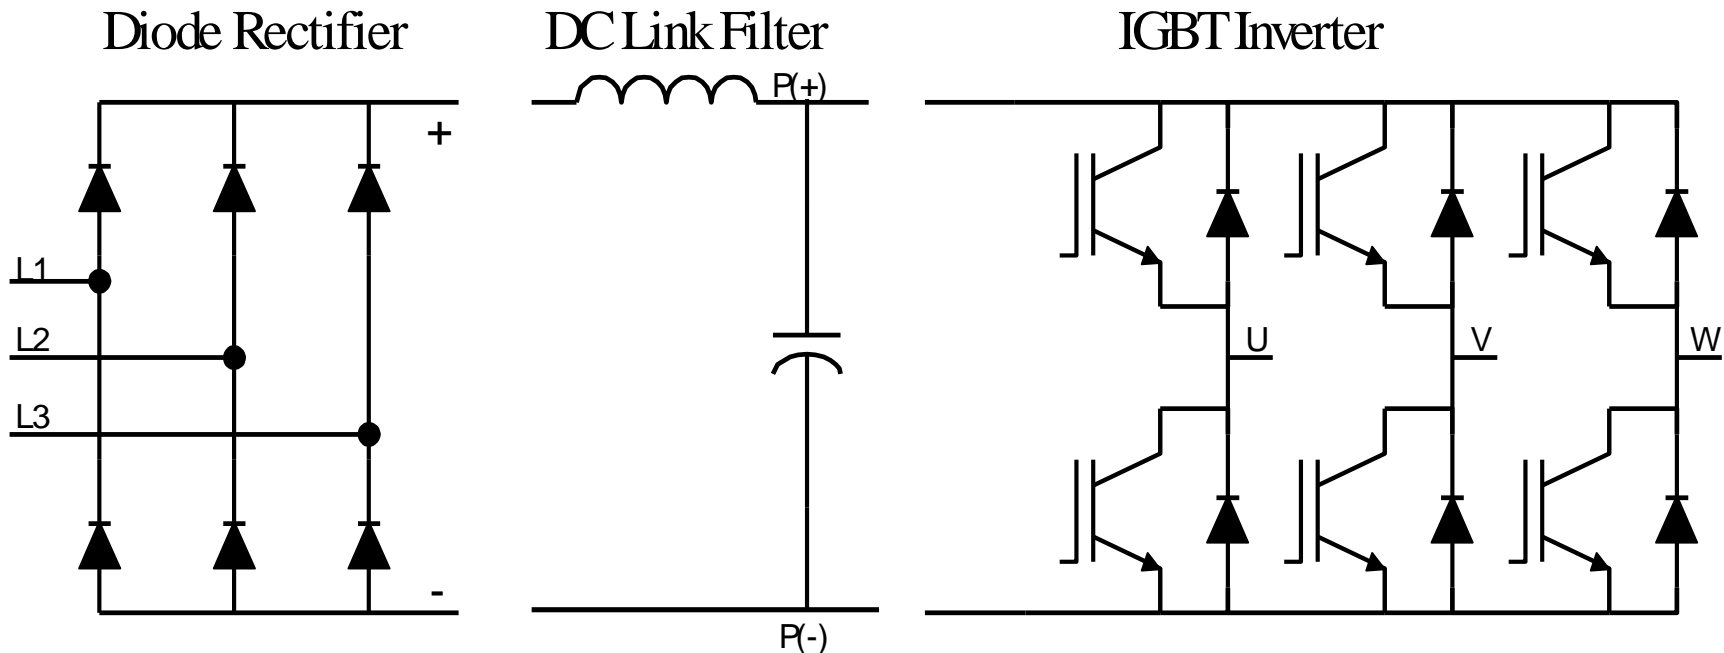 Diode Rectifier
DC Link Filter
IGBT Inverter
P(+)
+
L1
L2
L3
U
V
W
-
P(-)